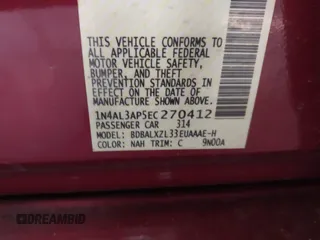 THIS VEHICLE CONFORMS TO
ALL APPLICABLE FEDERAL
MOTOR VEHICLE SAFETY,
BUMPER, AND THEFT
PREVENTION STANDARDS IN
EFFECT ON THE DATE OF
MANUFACTURE SHOWN ABOVE.
1N4AL3AP5EC270412
PASSENGER CAR 314
MODEL: BDBALXZL33EUAAAE-H
COLOR: NAH TRIM: C 9N00A
DREAMBID